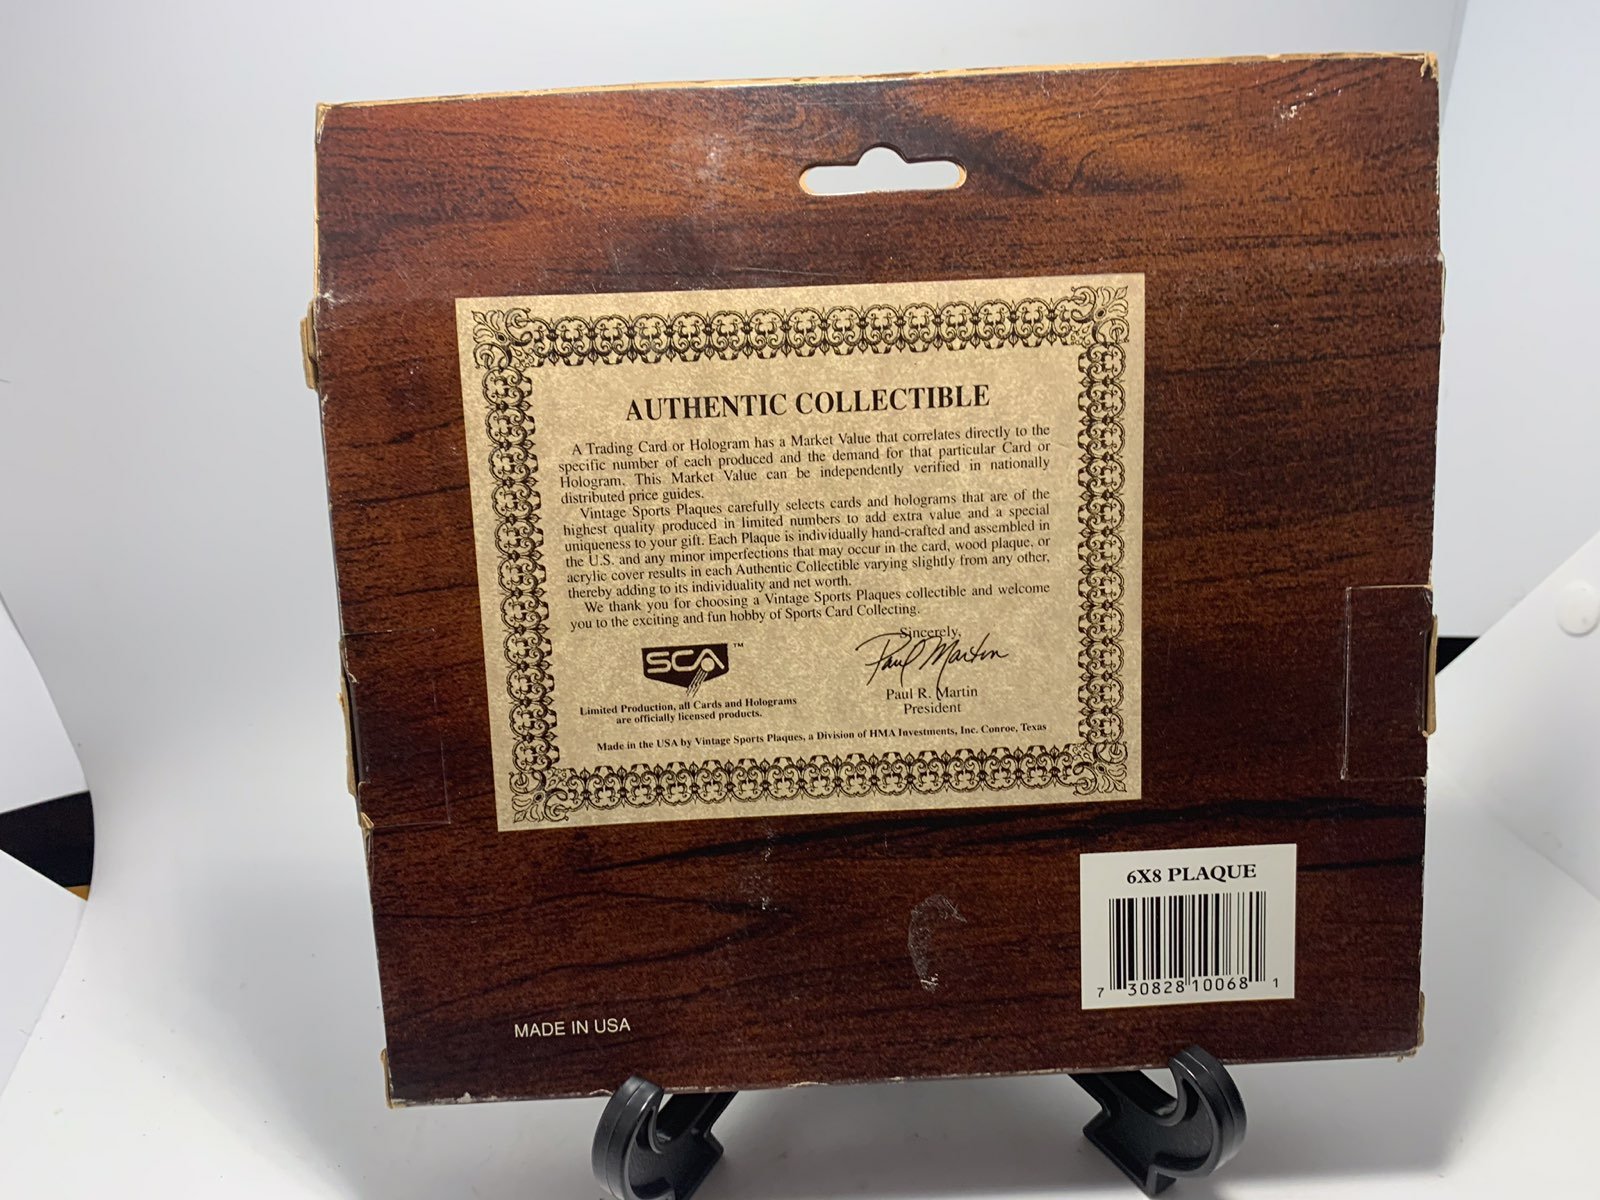 AUTHENTIC COLLECTIBLE
A Trading Card or Hologram has a Market Value that correlates directly to the
specific number of each produced and the demand for that particular Card or
Hologram. This Market Value can be independently verified in nationally
distributed price guides.
Vintage Sports Plaques carefully selects cards and holograms that are of the
highest quality produced in limited numbers to add extra value and a special
uniqueness to your gift. Each Plaque is individually hand-crafted and assembled in
the U.S. and any minor imperfections that may occur in the card, wood plaque, or
acrylic cover results in each Authentic Collectible varying slightly from any other,
thereby adding to its individuality and net worth.
We thank you for choosing a Vintage Sports Plaques collectible and welcome
you to the exciting and fun hobby of Sports Card Collecting.
Sincerely,
Paul Martin
SCA™
Paul R. Martin
President
Limited Production, all Cards and Holograms
are officially licensed products.
Made in the USA by Vintage Sports Plaques, a Division of HMA Investments, Inc. Conroe, Texas
6X8 PLAQUE
7 30828 10068 1
MADE IN USA